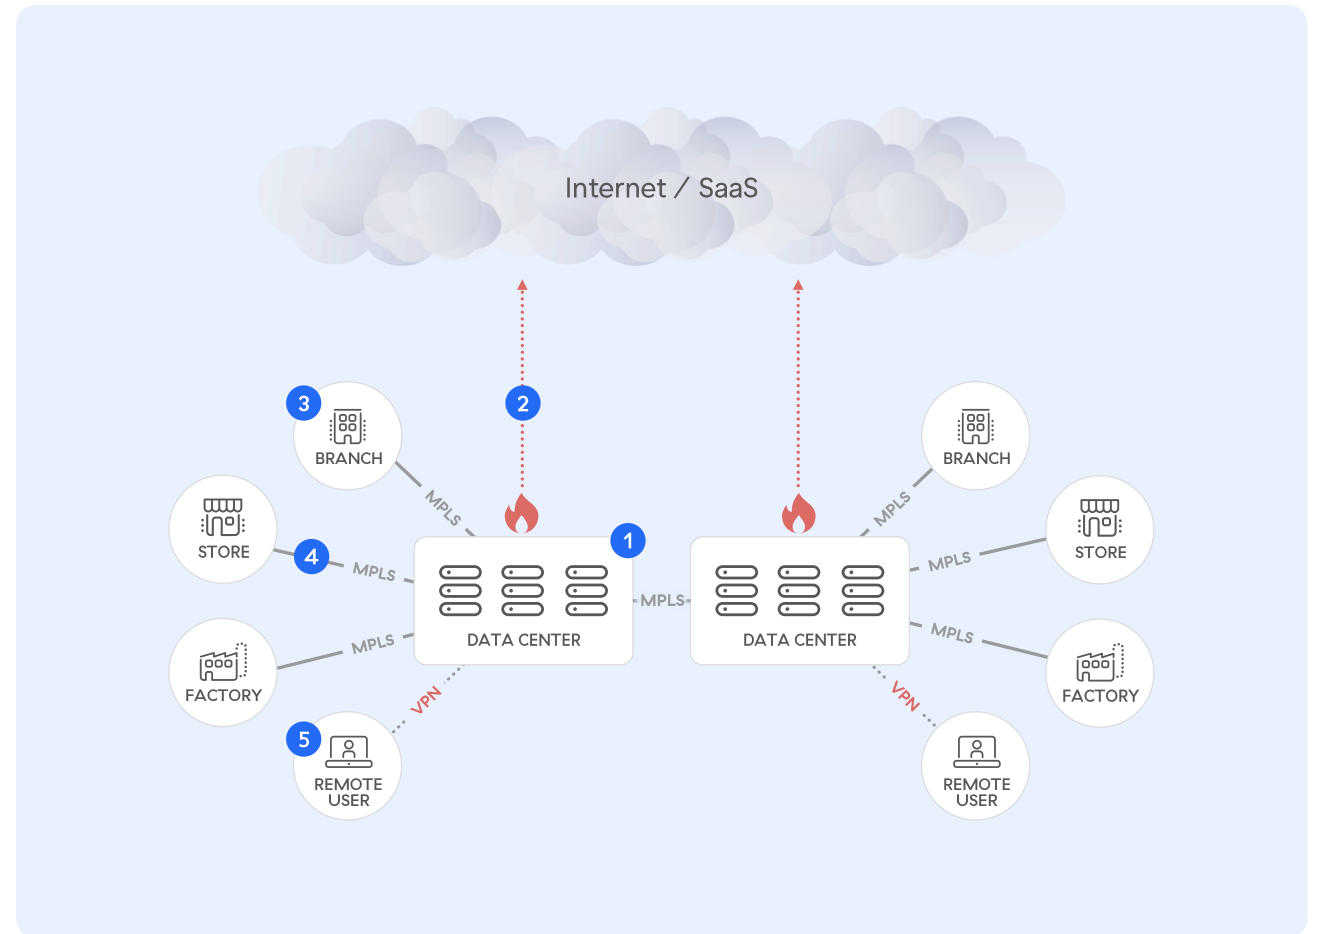 Internet / SaaS
3
2
BRANCH
BRANCH
MPLS
MPLS
STORE
STORE
4
1
MPLS
MPLS
MPLS
DATA CENTER
DATA CENTER
MPLS
MPLS
FACTORY
FACTORY
VPN
VPN
5
REMOTE
USER
REMOTE
USER